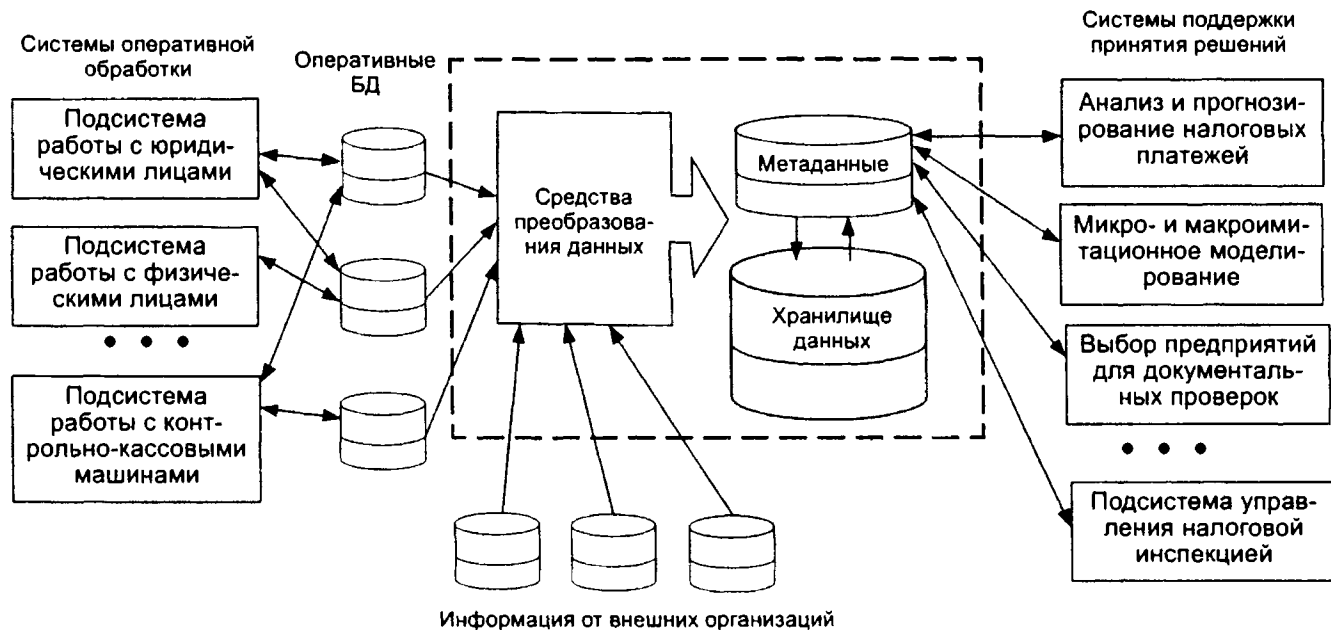 Системы оперативной
обработки
Подсистема
работы с юриди-
ческими лицами
Подсистема
работы с физиче-
скими лицами
• • •
Подсистема
работы с конт-
рольно-кассовыми
машинами
Оперативные
БД
Средства
преобразова-
ния данных
Метаданные
Хранилище
данных
Информация от внешних организаций
Системы поддержки
принятия решений
Анализ и прогнози-
рование налоговых
платежей
Микро- и макроими-
тационное модели-
рование
Выбор предприятий
для документаль-
ных проверок
• • •
Подсистема управ-
ления налоговой
инспекцией